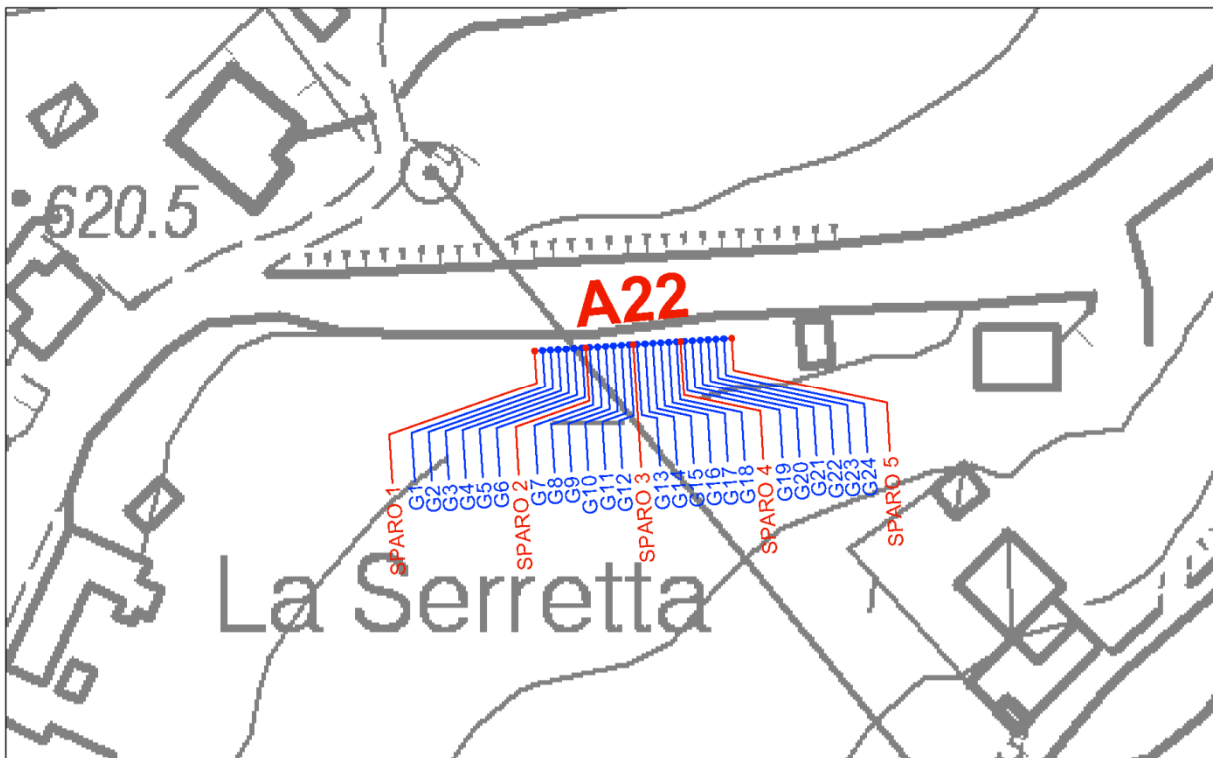 620.5
A22
SPARO 1
G1
G2
G3
G4
G5
G6
SPARO 2
G7
G8
G9
G10
G11
G12
SPARO 3
G13
G14
G15
G16
G17
G18
SPARO 4
G19
G20
G21
G22
G23
G24
SPARO 5
La Serretta